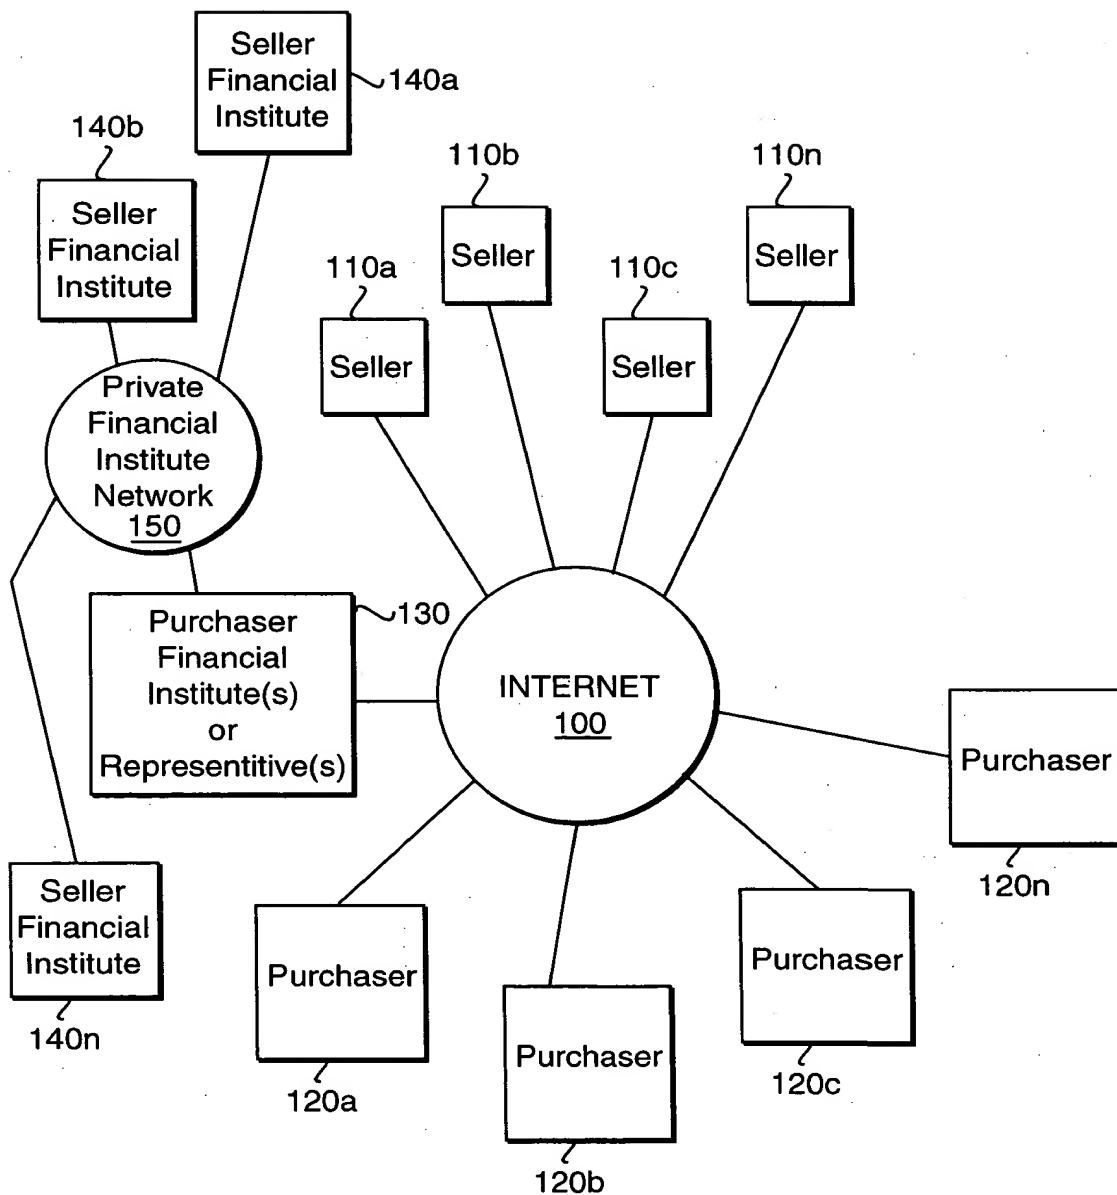 Seller
Financial
Institute
140a
140b
Seller
Financial
Institute
110b
110n
Seller
Seller
110a
110c
Seller
Seller
Private
Financial
Institute
Network
150
130
Purchaser
Financial
Institute(s)
or
Representitive(s)
INTERNET
100
Purchaser
120n
Seller
Financial
Institute
140n
Purchaser
120a
Purchaser
120b
Purchaser
120c